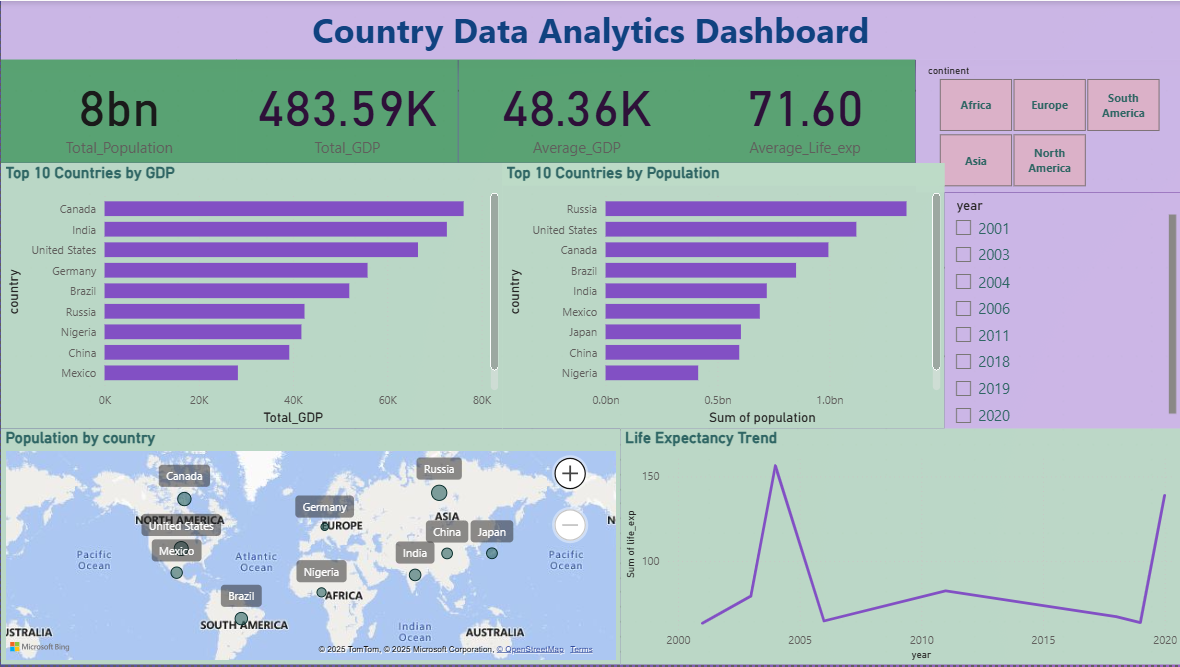 Country Data Analytics Dashboard
8bn
Total_Population
483.59K
Total_GDP
48.36K
Average_GDP
71.60
Average_Life_exp
continent
Africa
Europe
South
America
Asia
North
America
year
2001
2003
2004
2006
2011
2018
2019
2020
Top 10 Countries by GDP
country
Canada
India
United States
Germany
Brazil
Russia
Nigeria
China
Mexico
0K 20K 40K 60K 80K
Total_GDP
Top 10 Countries by Population
country
Russia
United States
Canada
Brazil
India
Mexico
Japan
China
Nigeria
0.0bn 0.5bn 1.0bn
Sum of population
Population by country
Canada
Russia
Germany
NORTH AMERICA
United States
EUROPE
ASIA
China
Japan
Mexico
India
Pacific
Ocean
Atlantic
Ocean
Pacific
Ocean
N
Nigeria
AFRICA
Brazil
SOUTH AMERICA
Indian
Ocean
USTRALIA
AUSTRALIA
Microsoft Bing
© 2025 TomTom, © 2025 Microsoft Corporation, © OpenStreetMap Terms
Life Expectancy Trend
Sum of life_exp
150
100
2000 2005 2010 2015 2020
year